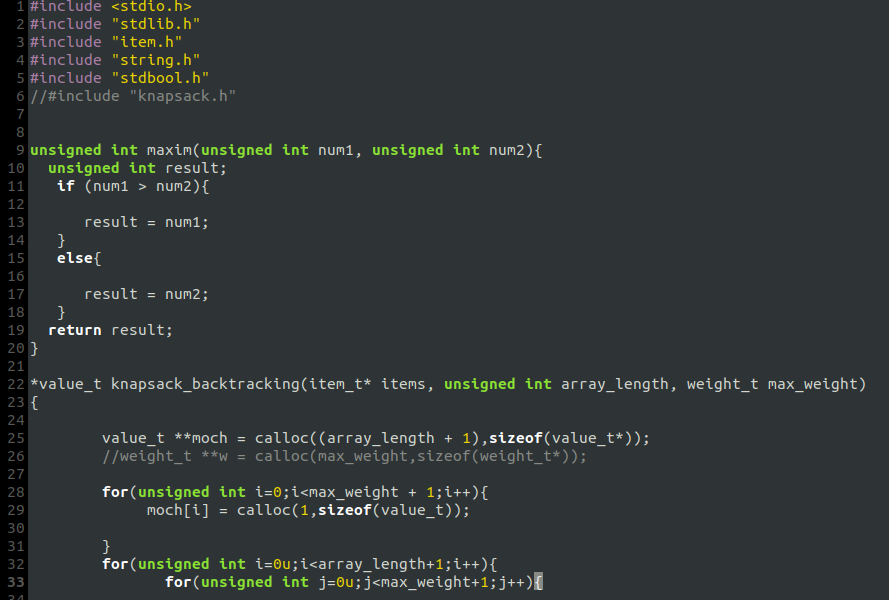 1 #include <stdio.h>
2 #include "stdlib.h"
3 #include "item.h"
4 #include "string.h"
5 #include "stdbool.h"
6 //#include "knapsack.h"
7
8
9 unsigned int maxim(unsigned int num1, unsigned int num2){
10   unsigned int result;
11    if (num1 > num2){
12
13       result = num1;
14    }
15    else{
16
17       result = num2;
18    }
19   return result;
20 }
21
22 *value_t knapsack_backtracking(item_t* items, unsigned int array_length, weight_t max_weight)
23 {
24
25         value_t **moch = calloc((array_length + 1),sizeof(value_t*));
26         //weight_t **w = calloc(max_weight,sizeof(weight_t*));
27
28         for(unsigned int i=0;i<max_weight + 1;i++){
29              moch[i] = calloc(1,sizeof(value_t));
30
31         }
32         for(unsigned int i=0u;i<array_length+1;i++){
33                for(unsigned int j=0u;j<max_weight+1;j++){
34